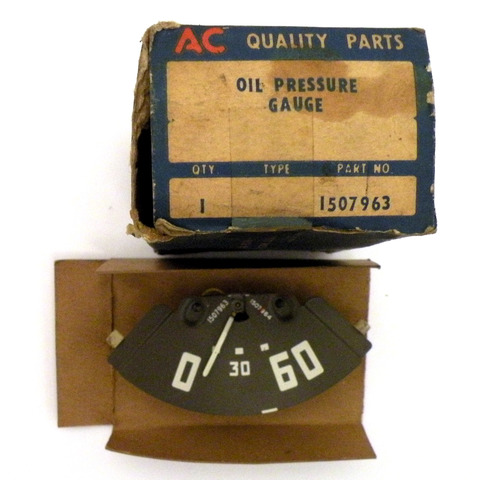 AC QUALITY PARTS
OIL PRESSURE
GAUGE
QTY TYPE PART NO
1 1507963
1507963
0 30 60